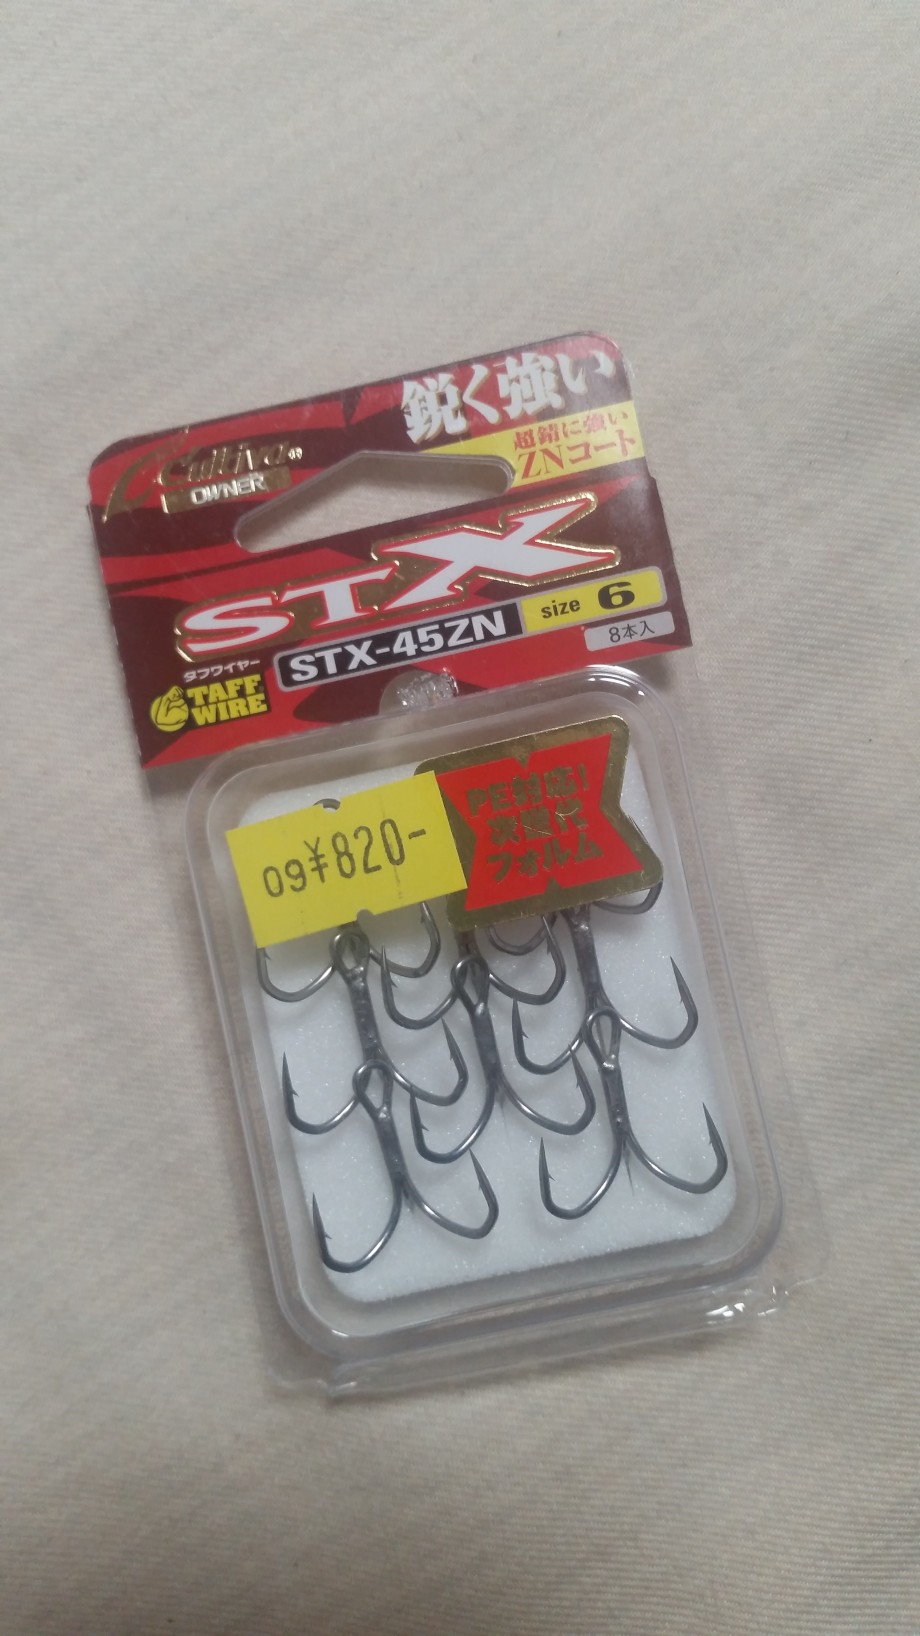 鋭く強い
超錆に強い
ZNコート
Cultiva®
OWNER
STX
STX-45ZN
size 6
8本入
タフワイヤー
TAFF
WIRE
PE対応!
次世代
フォルム
09¥820-